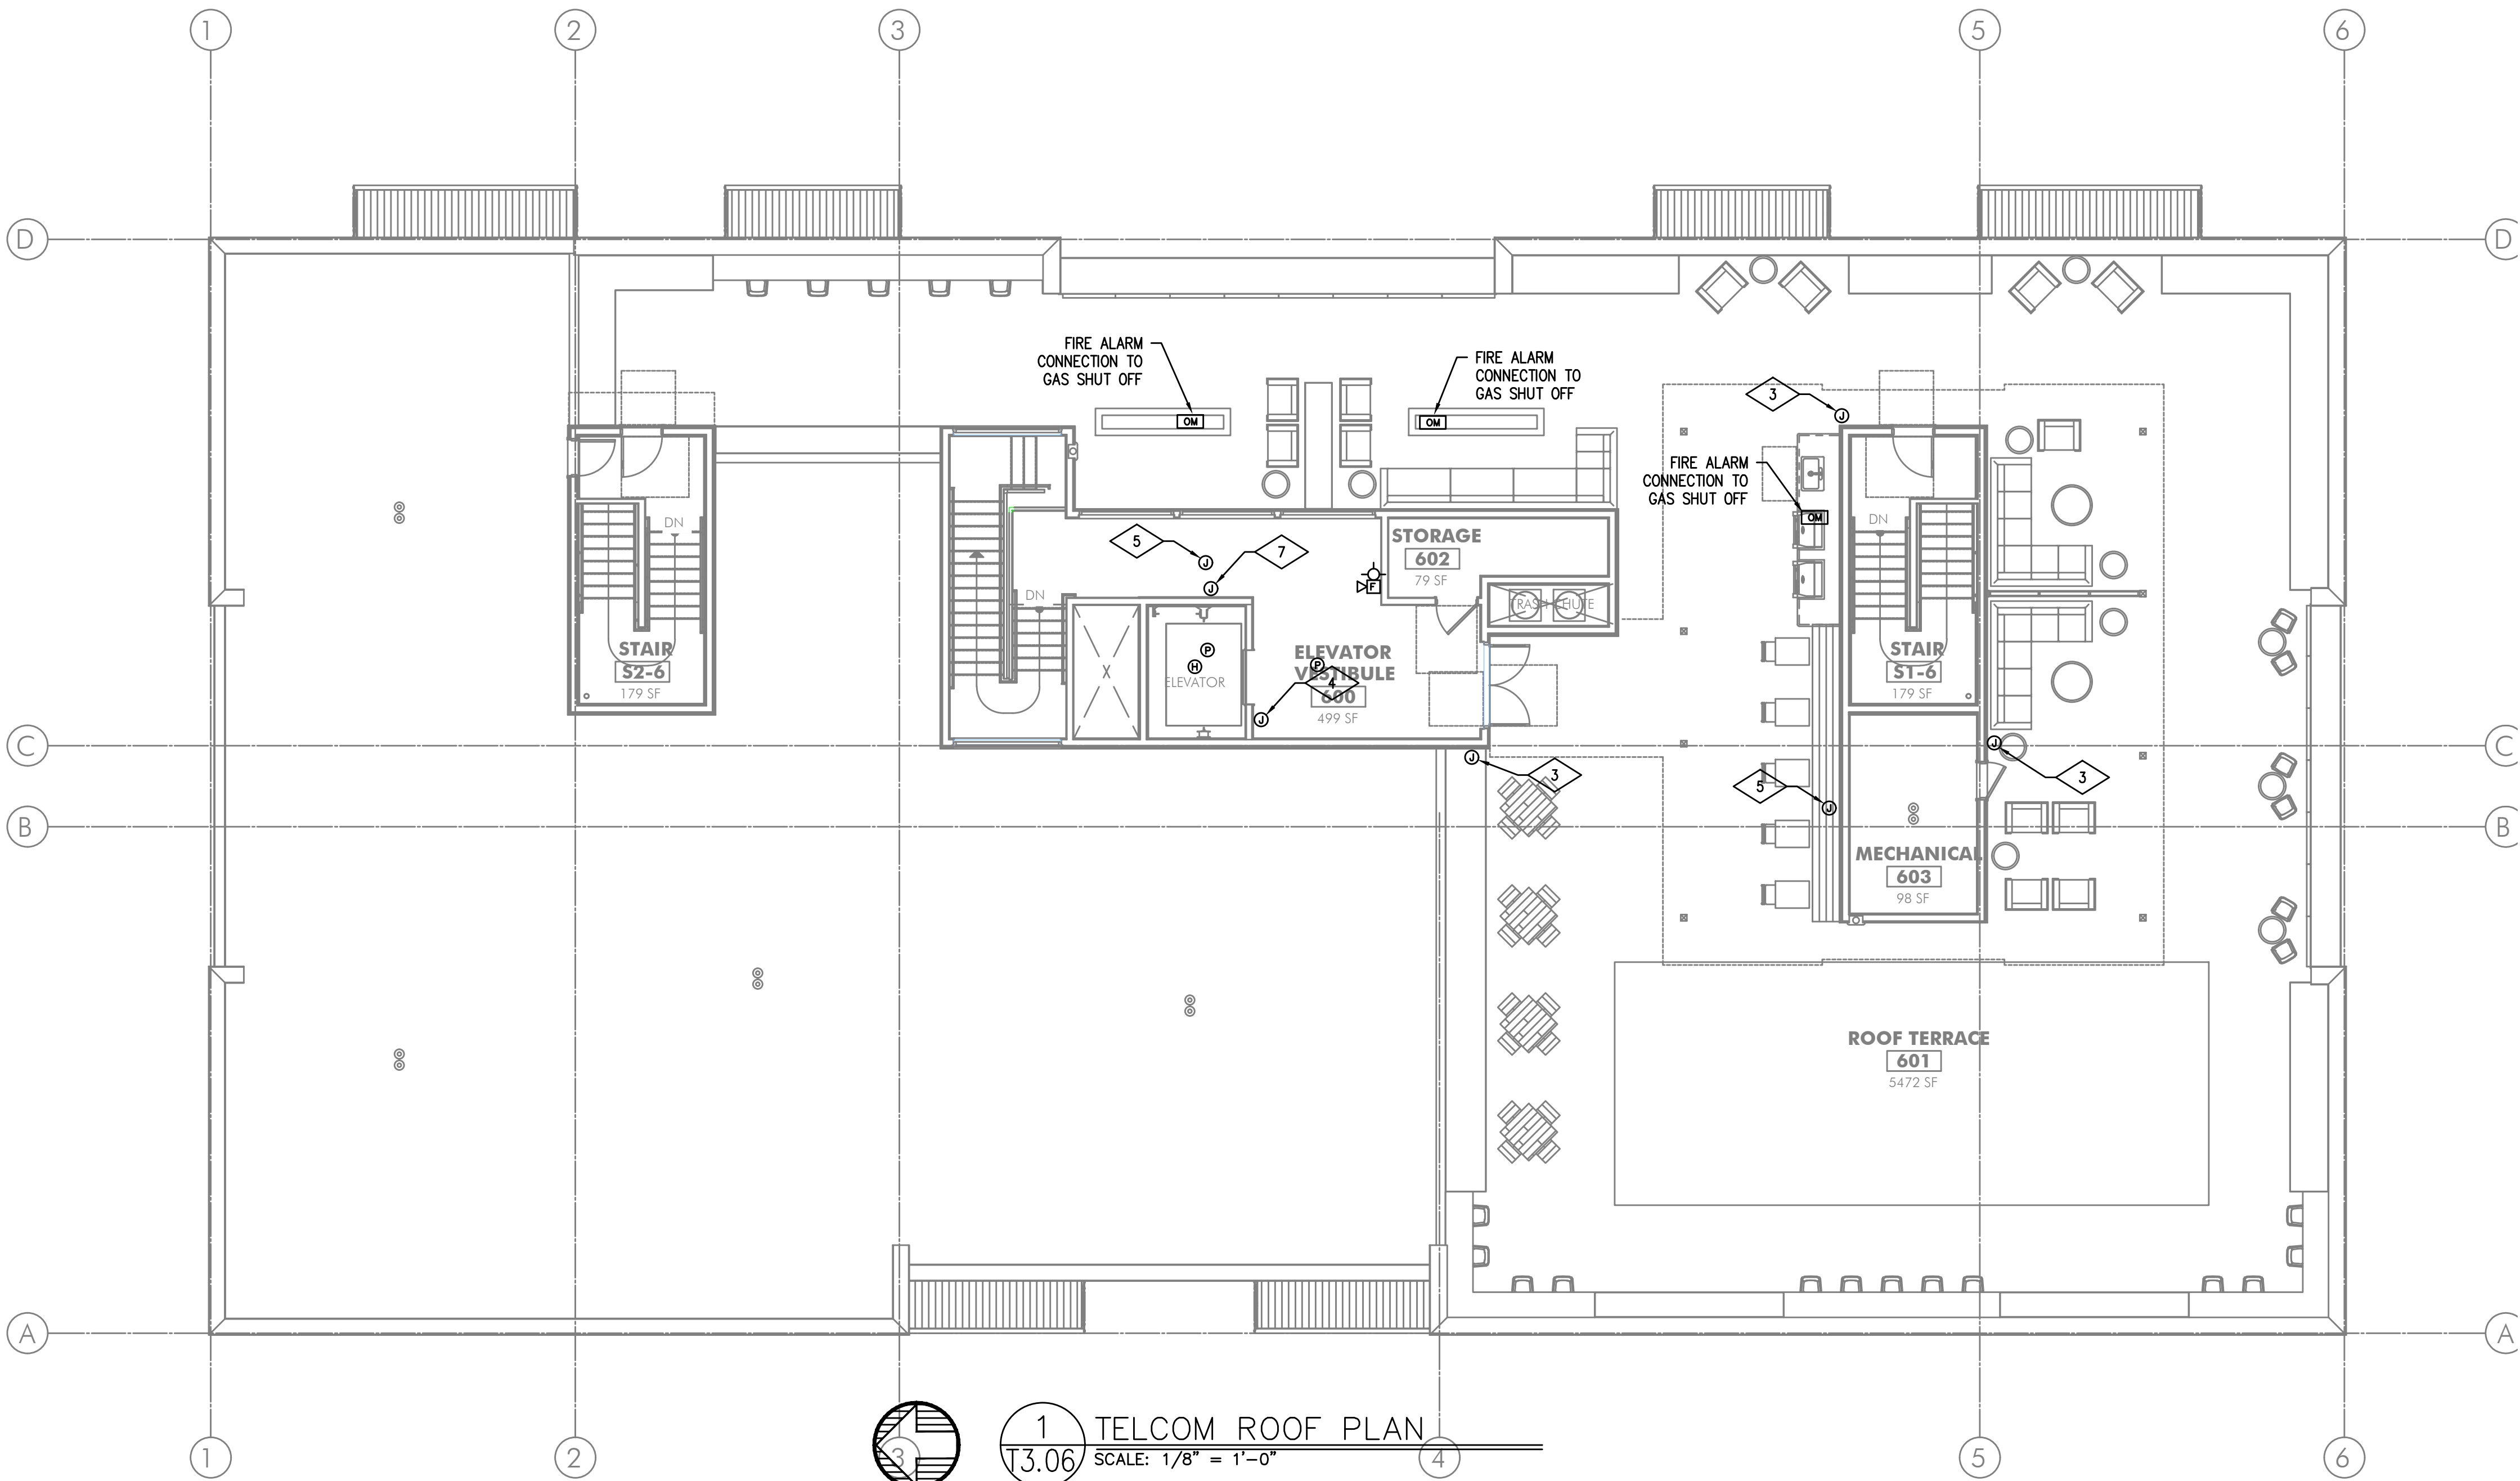 1
2
3
5
6
D
D
FIRE ALARM
CONNECTION TO
GAS SHUT OFF
FIRE ALARM
CONNECTION TO
GAS SHUT OFF
3
J
OM
OM
FIRE ALARM
CONNECTION TO
GAS SHUT OFF
OM
DN
DN
5
J
7
J
STORAGE
602
79 SF
F
DN
TRASH CHUTE
STAIR
S2-6
179 SF
P
H
ELEVATOR
X
P
ELEVATOR
VESTIBULE
4
600
499 SF
J
STAIR
S1-6
179 SF
C
C
J
3
J
3
5
J
B
B
MECHANICAL
603
98 SF
ROOF TERRACE
601
5472 SF
A
A
1
T3.06
TELCOM ROOF PLAN
SCALE: 1/8" = 1'-0"
1
2
3
4
5
6